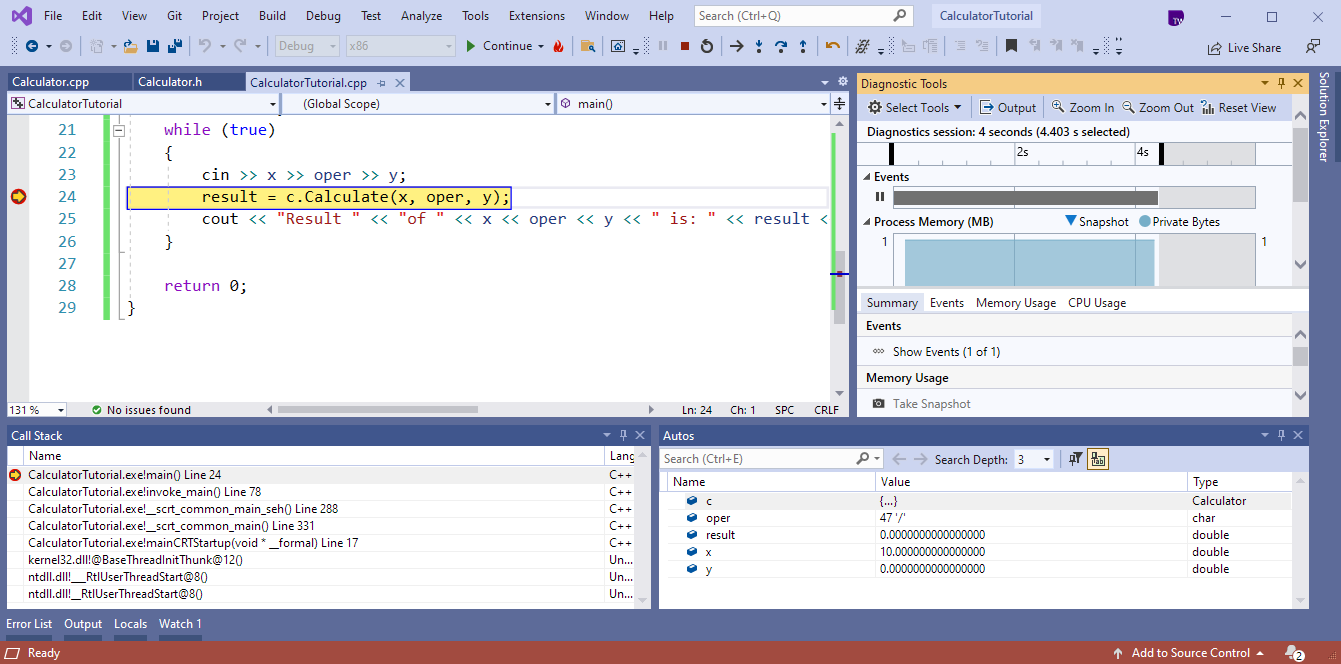 File Edit View Git Project Build Debug Test Analyze Tools Extensions Window Help Search (Ctrl+Q) CalculatorTutorial TW
Debug x86 Continue Live Share
Calculator.cpp Calculator.h CalculatorTutorial.cpp
CalculatorTutorial (Global Scope) main()
21 while (true)
22 {
23 cin >> x >> oper >> y;
24 result = c.Calculate(x, oper, y);
25 cout << "Result " << "of " << x << oper << y << " is: " << result <
26 }
27
28 return 0;
29 }
131 % No issues found Ln: 24 Ch: 1 SPC CRLF
Diagnostic Tools
Select Tools Output Zoom In Zoom Out Reset View
Diagnostics session: 4 seconds (4.403 s selected)
2s 4s
Events
Process Memory (MB) Snapshot Private Bytes
1 1
Summary Events Memory Usage CPU Usage
Events
Show Events (1 of 1)
Memory Usage
Take Snapshot
Solution Explorer
Call Stack
Name Lang
CalculatorTutorial.exe!main() Line 24 C++
CalculatorTutorial.exe!invoke_main() Line 78 C++
CalculatorTutorial.exe!__scrt_common_main_seh() Line 288 C++
CalculatorTutorial.exe!__scrt_common_main() Line 331 C++
CalculatorTutorial.exe!mainCRTStartup(void * __formal) Line 17 C++
kernel32.dll!@BaseThreadInitThunk@12() Un...
ntdll.dll!___RtlUserThreadStart@8() Un...
ntdll.dll!__RtlUserThreadStart@8() Un...
Autos
Search (Ctrl+E) Search Depth: 3
Name Value Type
c {...} Calculator
oper 47 '/' char
result 0.0000000000000000 double
x 10.000000000000000 double
y 0.0000000000000000 double
Error List Output Locals Watch 1
Ready Add to Source Control 2